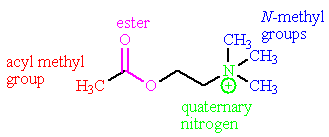 ester
N-methyl
groups
O
CH3
CH3
acyl methyl
group
H3C
O
N
CH3
+
quaternary
nitrogen